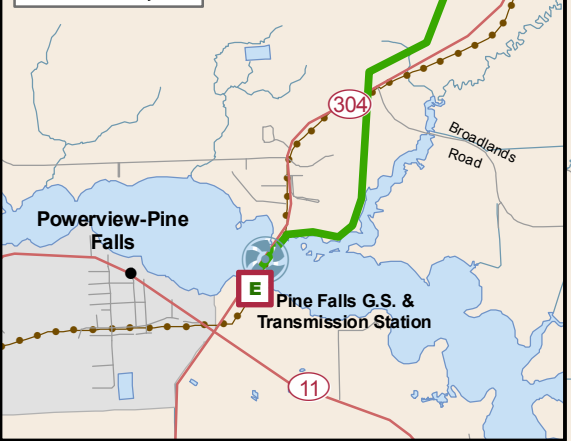 304
Broadlands
Road
Powerview-Pine
Falls
E
Pine Falls G.S. &
Transmission Station
11